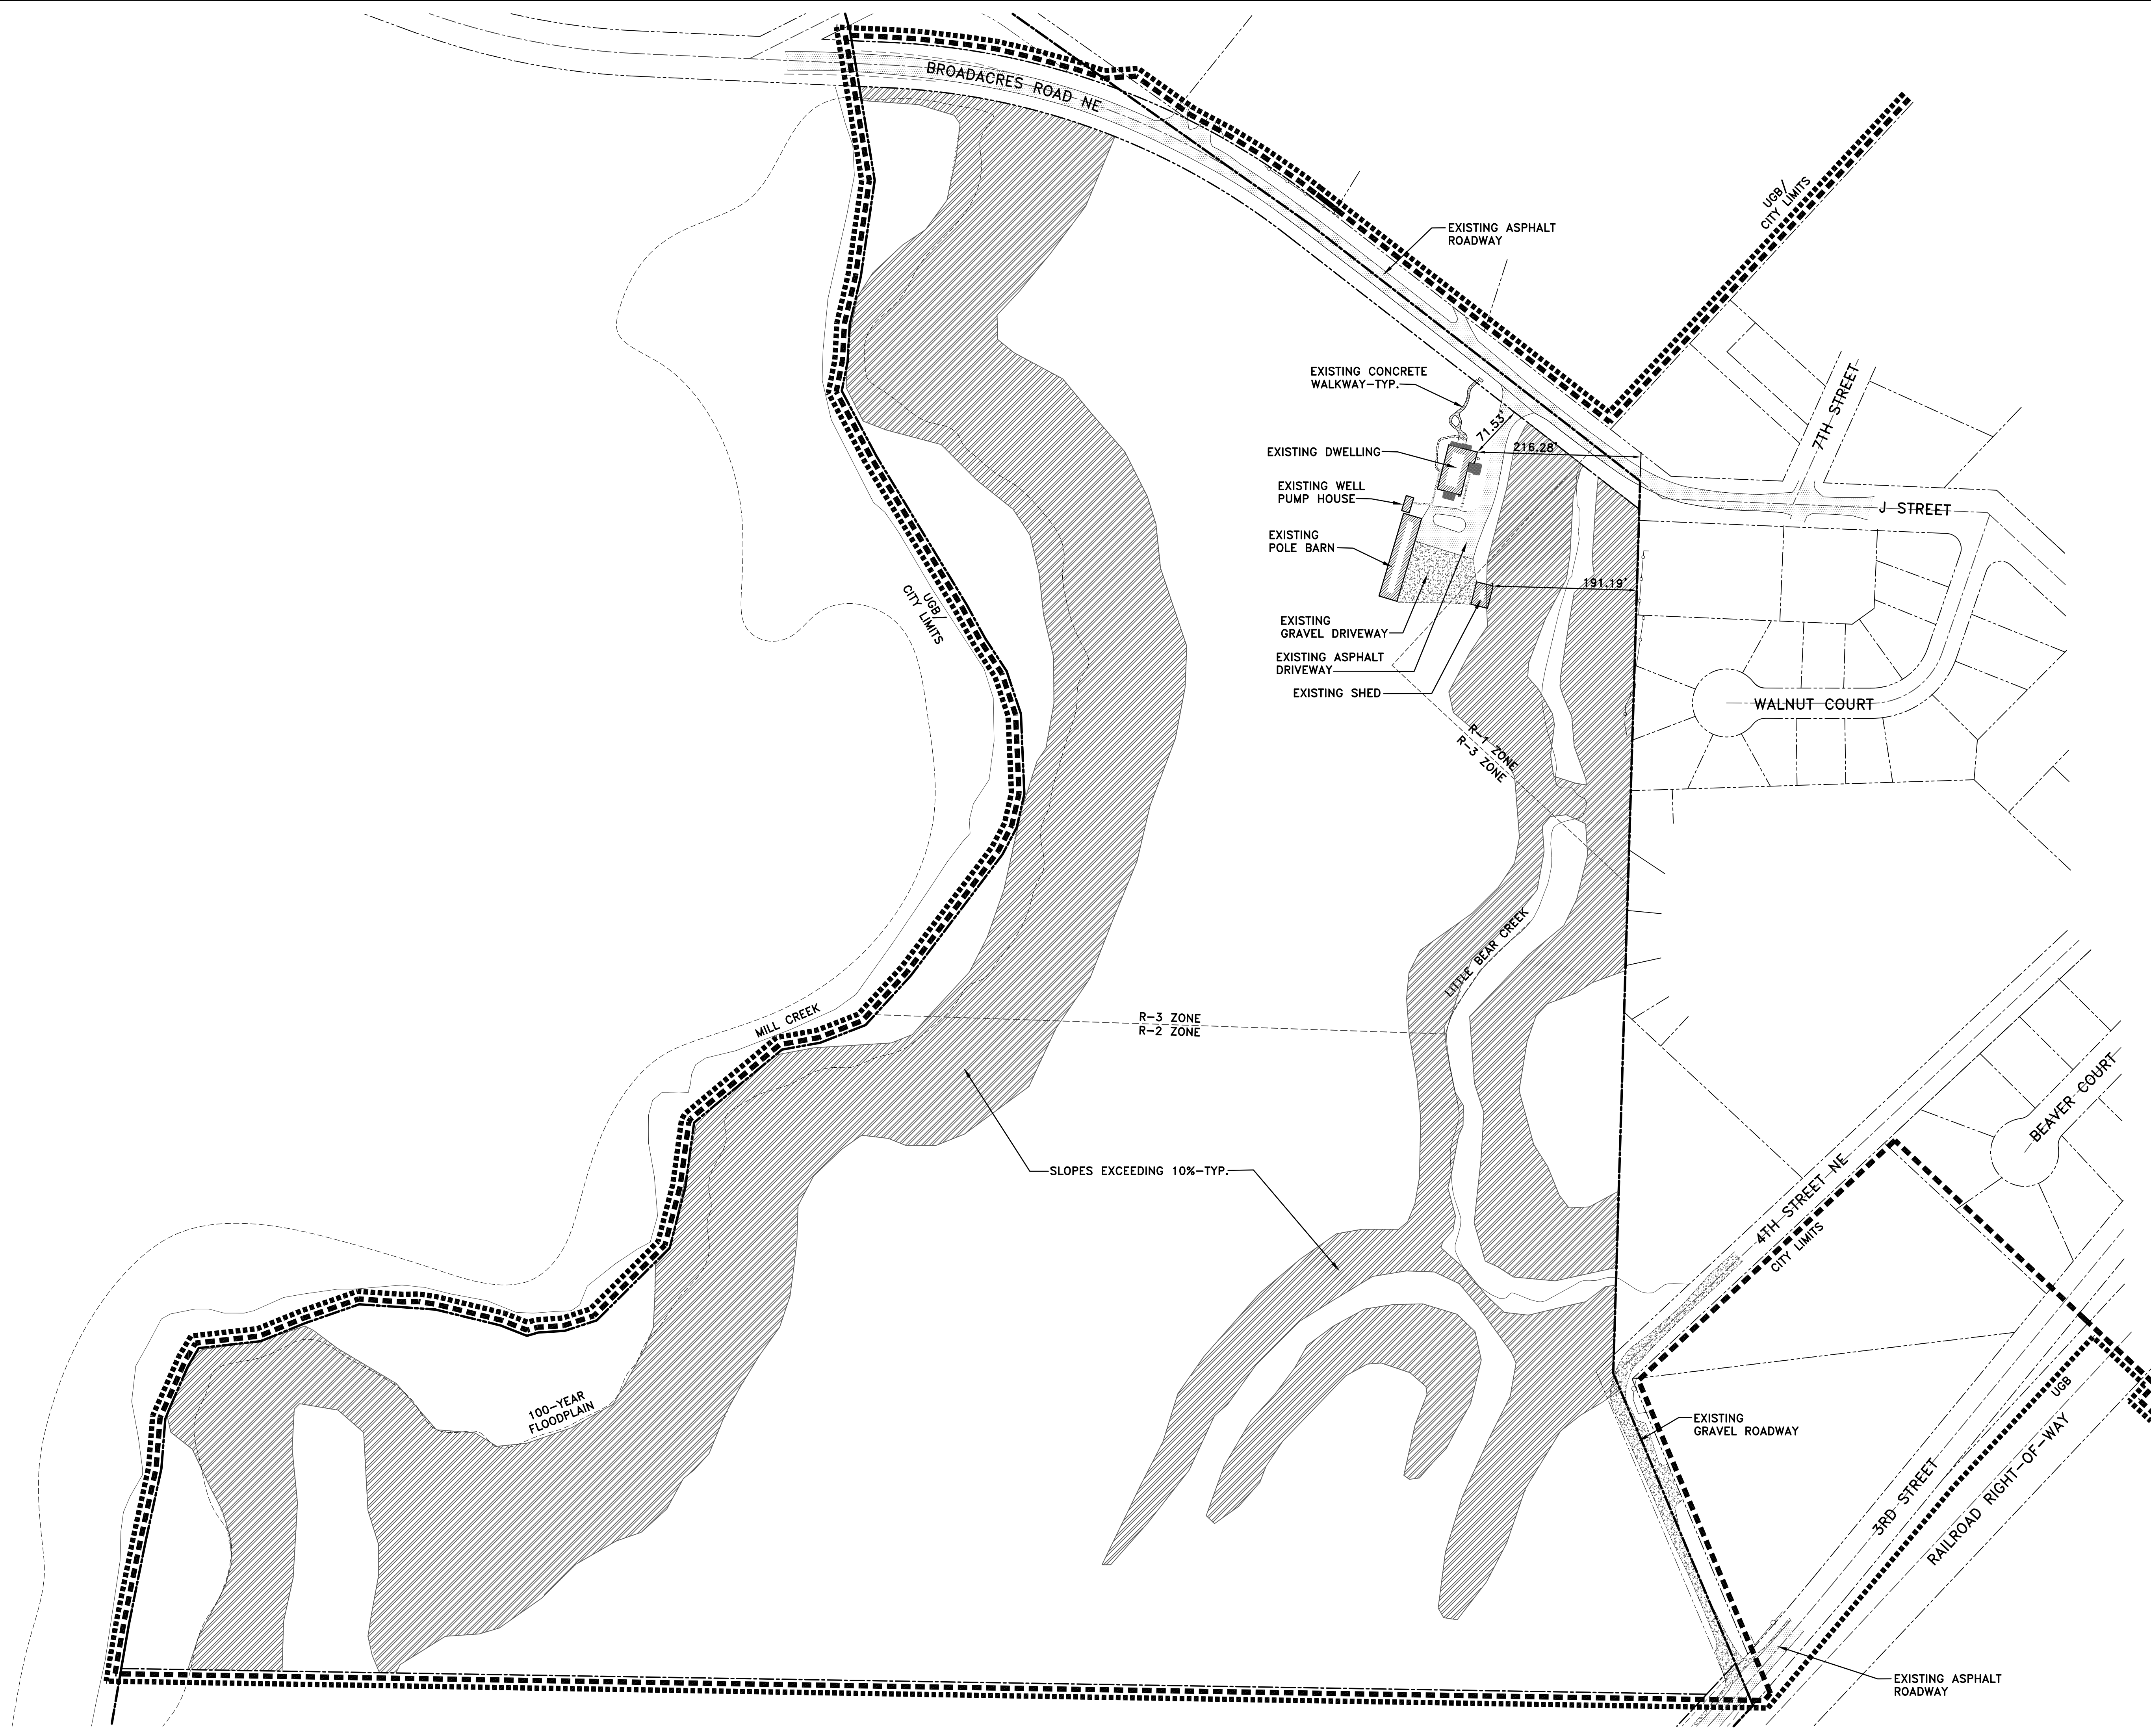 BROADACRES ROAD NE
UGB/
CITY LIMITS
EXISTING ASPHALT
ROADWAY
7TH STREET
EXISTING CONCRETE
WALKWAY-TYP.
71.53'
216.28'
EXISTING DWELLING
EXISTING WELL
PUMP HOUSE
J STREET
EXISTING
POLE BARN
191.19'
UGB/
CITY LIMITS
EXISTING
GRAVEL DRIVEWAY
EXISTING ASPHALT
DRIVEWAY
EXISTING SHED
WALNUT COURT
R-1 ZONE
R-3 ZONE
LITTLE BEAR CREEK
MILL CREEK
R-3 ZONE
R-2 ZONE
BEAVER COURT
SLOPES EXCEEDING 10%-TYP.
4TH STREET NE
CITY LIMITS
UGB
100-YEAR
FLOODPLAIN
EXISTING
GRAVEL ROADWAY
3RD STREET
RAILROAD RIGHT-OF-WAY
EXISTING ASPHALT
ROADWAY